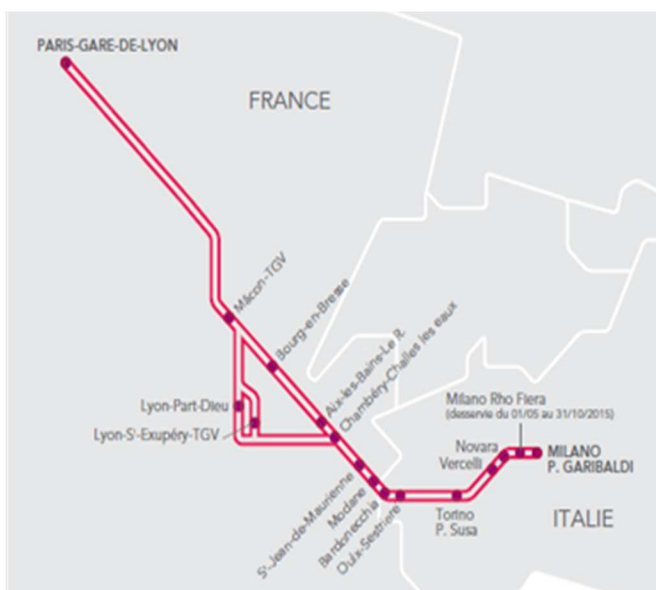 PARIS-GARE-DE-LYON
FRANCE
Mâcon-TGV
Bourg-en-Bresse
Aix-les-Bains-Le R.
Chambéry-Challes les eaux
Lyon-Part-Dieu
Lyon-Sᵗ-Exupéry-TGV
Milano Rho Fiera
(desservie du 01/05 au 31/10/2015)
Novara
Vercelli
MILANO
P. GARIBALDI
Sᵗ-Jean-de-Maurienne
Modane
Bardonecchia
Oulx-Sestriere
Torino
P. Susa
ITALIE